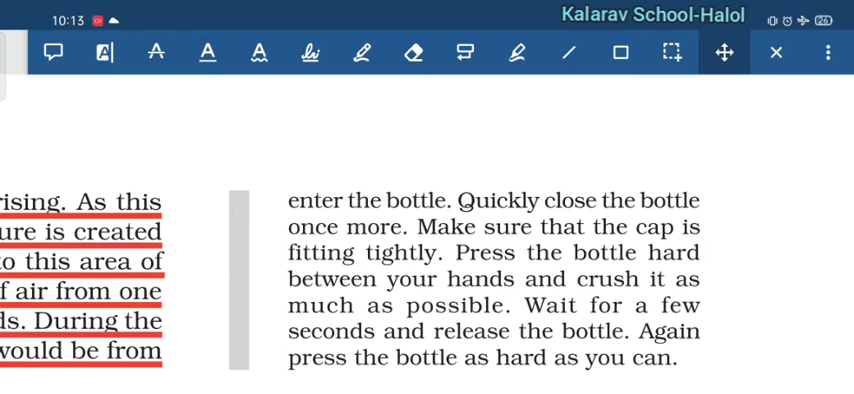 10:13
Kalarav School-Halol
26
rising. As this
ure is created
to this area of
f air from one
ds. During the
would be from
enter the bottle. Quickly close the bottle
once more. Make sure that the cap is
fitting tightly. Press the bottle hard
between your hands and crush it as
much as possible. Wait for a few
seconds and release the bottle. Again
press the bottle as hard as you can.